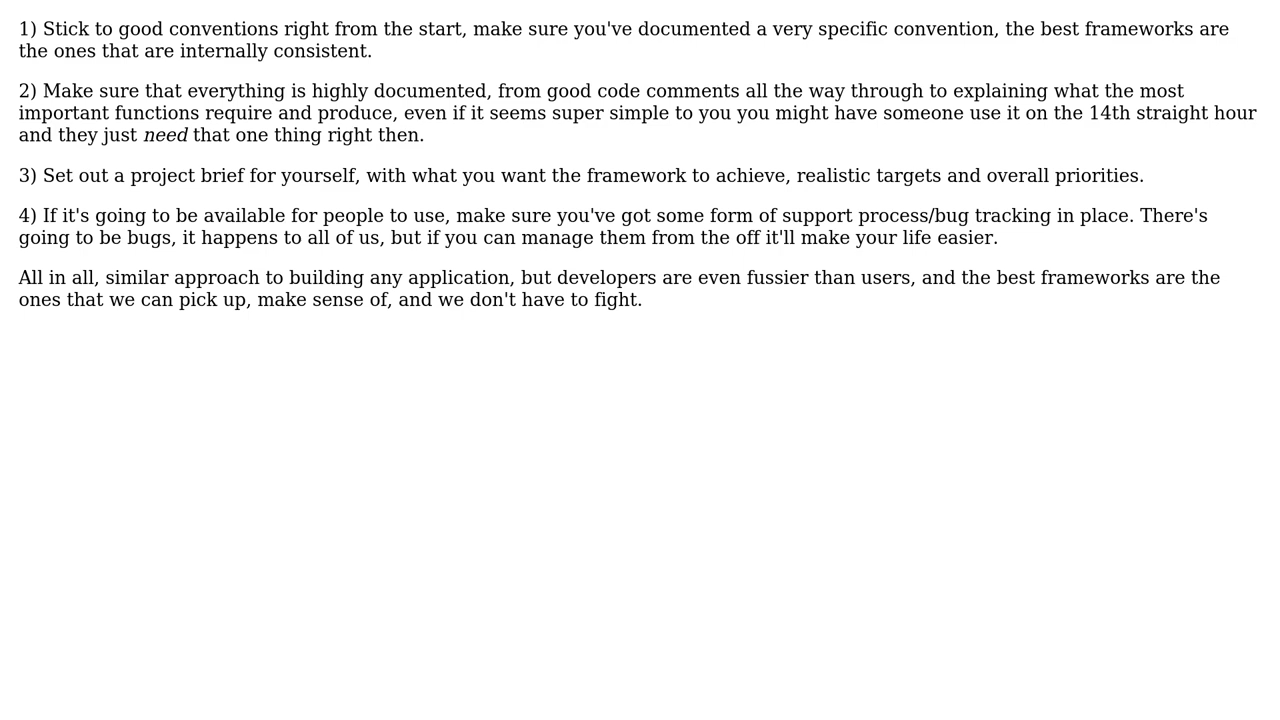 1) Stick to good conventions right from the start, make sure you've documented a very specific convention, the best frameworks are
the ones that are internally consistent.
2) Make sure that everything is highly documented, from good code comments all the way through to explaining what the most
important functions require and produce, even if it seems super simple to you you might have someone use it on the 14th straight hour
and they just need that one thing right then.
3) Set out a project brief for yourself, with what you want the framework to achieve, realistic targets and overall priorities.
4) If it's going to be available for people to use, make sure you've got some form of support process/bug tracking in place. There's
going to be bugs, it happens to all of us, but if you can manage them from the off it'll make your life easier.
All in all, similar approach to building any application, but developers are even fussier than users, and the best frameworks are the
ones that we can pick up, make sense of, and we don't have to fight.